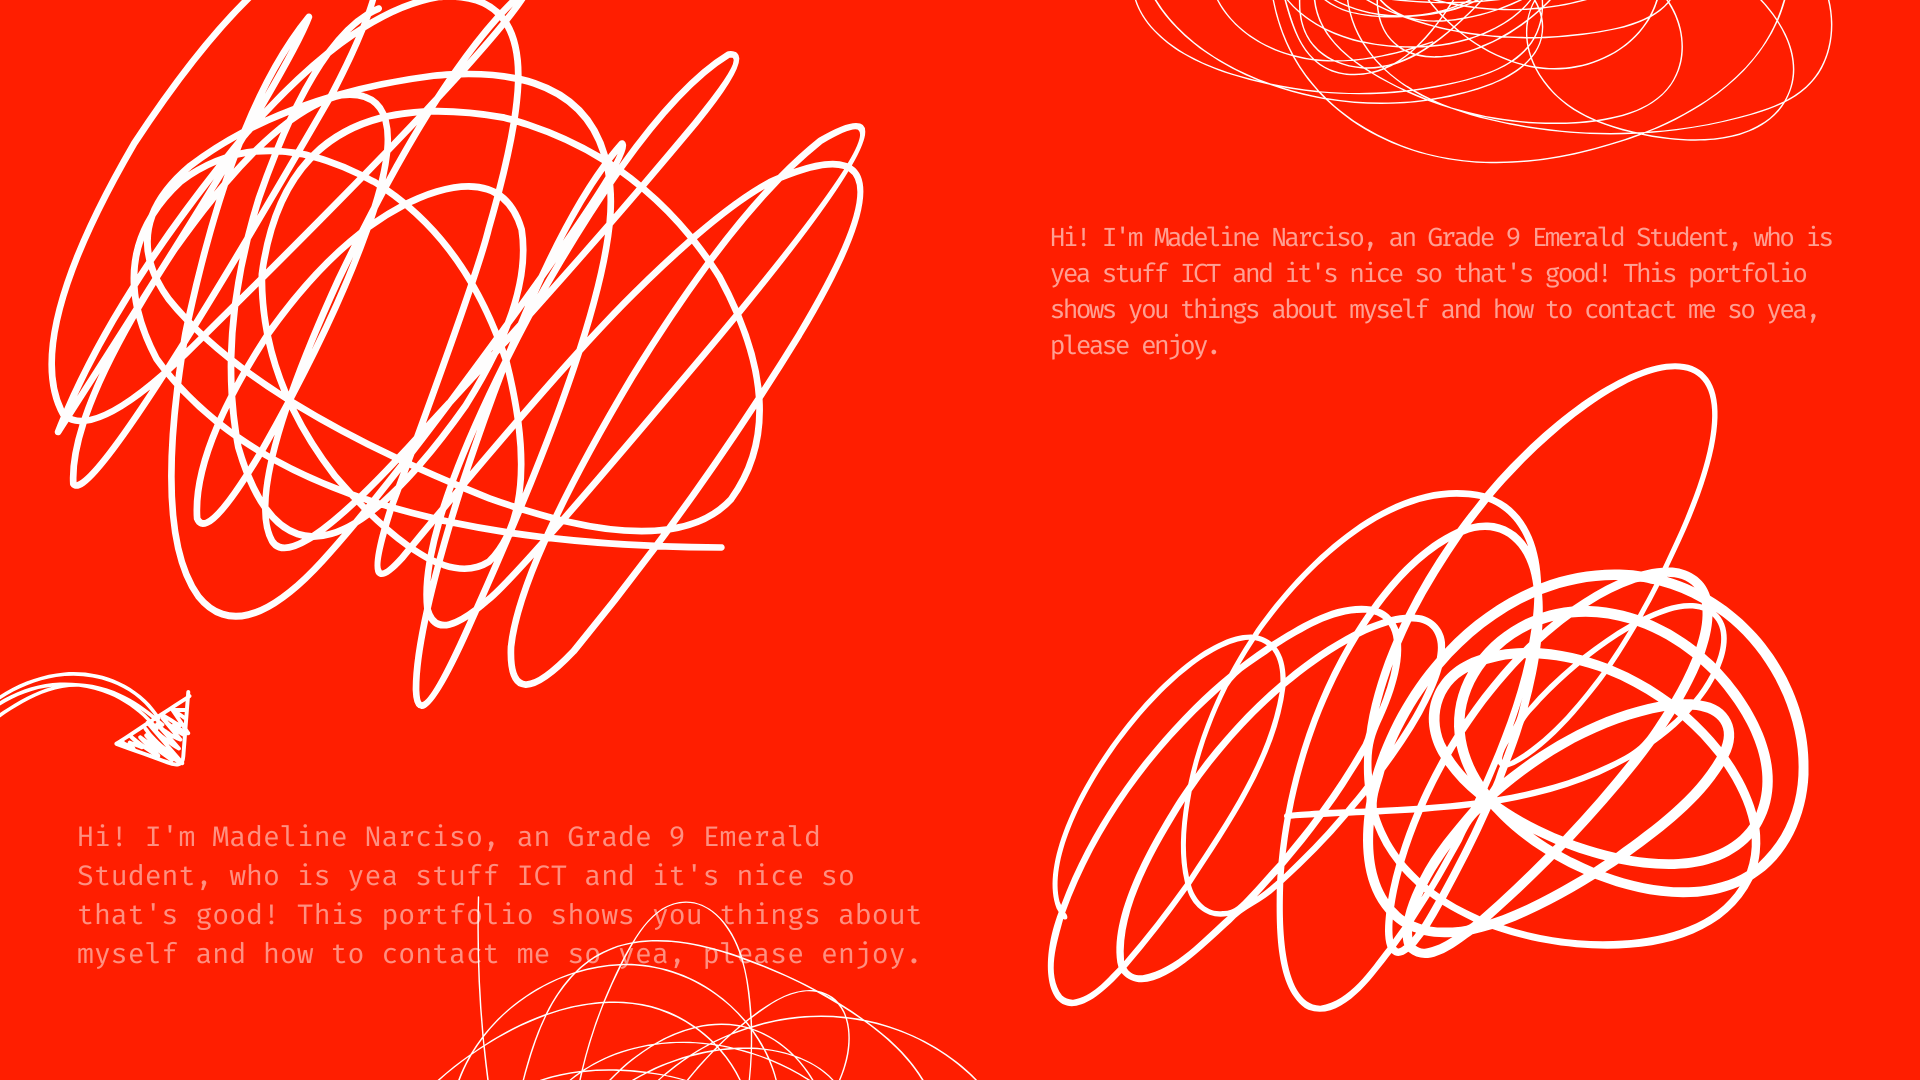 Hi! I'm Madeline Narciso, an Grade 9 Emerald Student, who is
yea stuff ICT and it's nice so that's good! This portfolio
shows you things about myself and how to contact me so yea,
please enjoy.
Hi! I'm Madeline Narciso, an Grade 9 Emerald
Student, who is yea stuff ICT and it's nice so
that's good! This portfolio shows you things about
myself and how to contact me so yea, please enjoy.